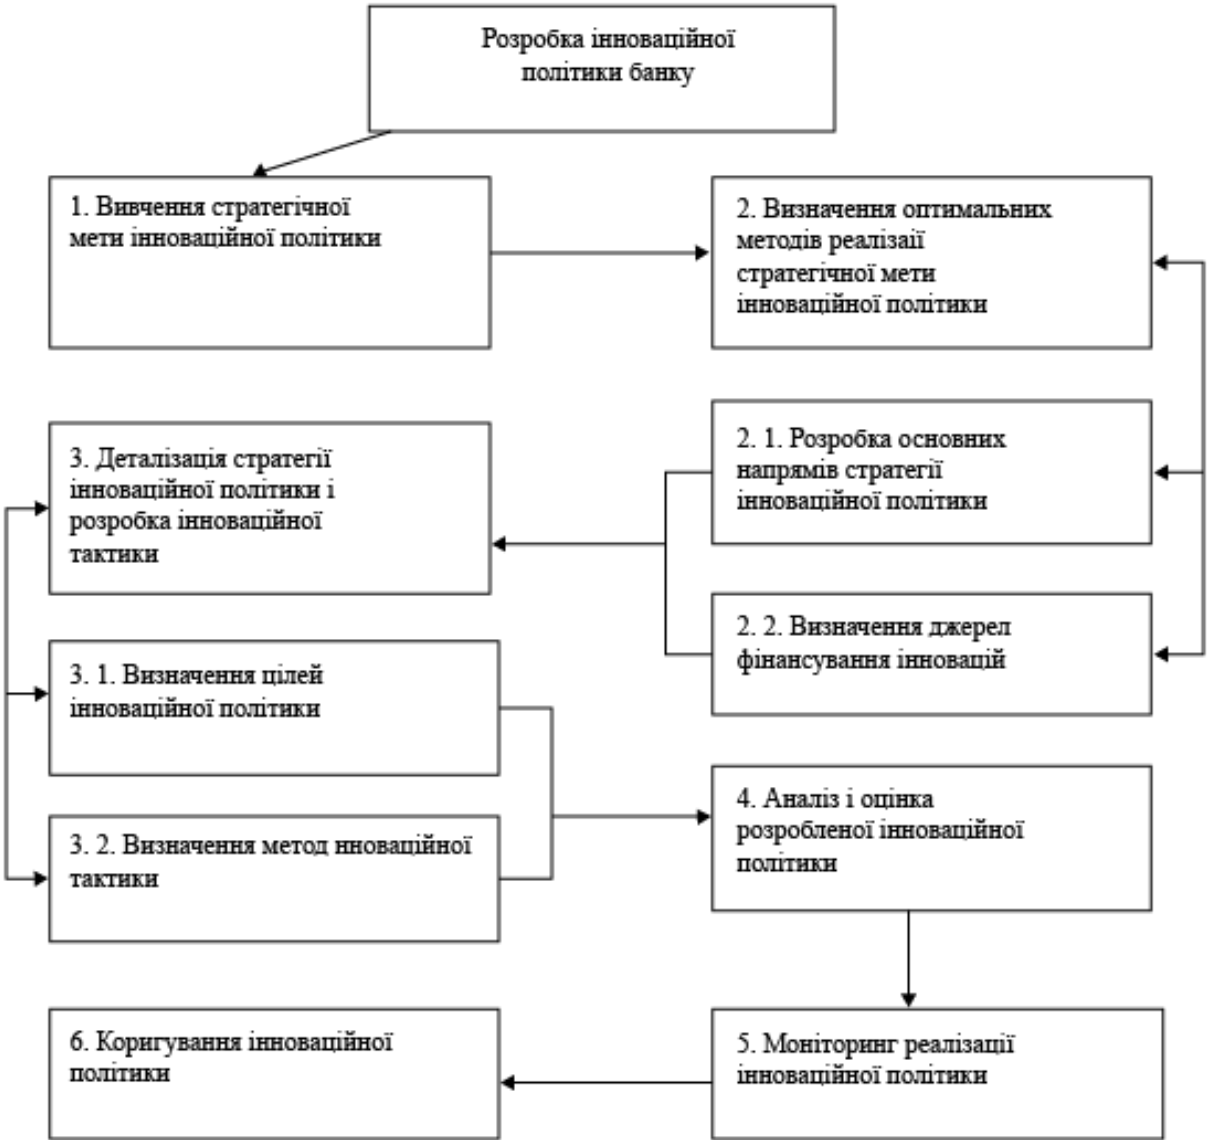 Розробка інноваційної
політики банку
1. Вивчення стратегічної
мети інноваційної політики
2. Визначення оптимальних
методів реалізаії
стратегічної мети
інноваційної політики
2. 1. Розробка основних
напрямів стратегії
інноваційної політики
2. 2. Визначення джерел
фінансування інновацій
3. Деталізація стратегії
інноваційної політики і
розробка інноваційної
тактики
3. 1. Визначення цілей
інноваційної політики
3. 2. Визначення метод нноваційної
тактики
4. Аналіз і оцінка
розробленої інноваційної
політики
5. Моніторинг реалізації
інноваційної політики
6. Коригування інноваційної
політики